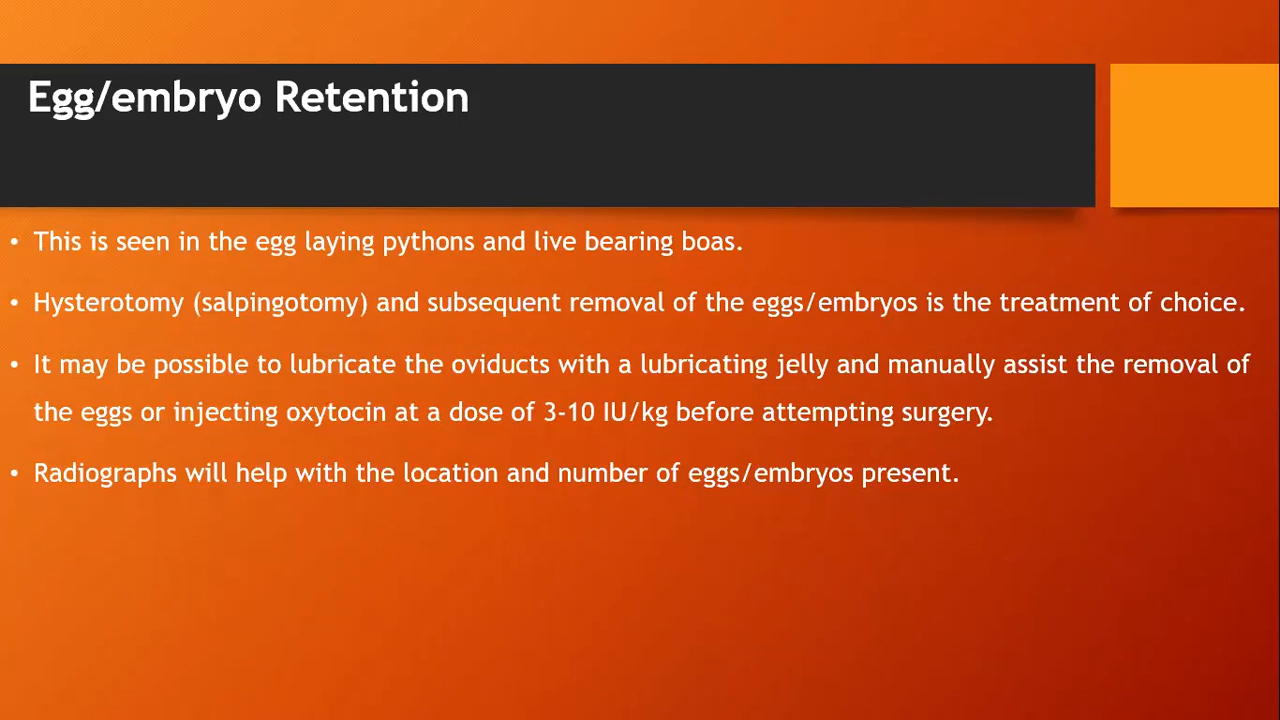 Egg/embryo Retention
• This is seen in the egg laying pythons and live bearing boas.
• Hysterotomy (salpingotomy) and subsequent removal of the eggs/embryos is the treatment of choice.
• It may be possible to lubricate the oviducts with a lubricating jelly and manually assist the removal of
the eggs or injecting oxytocin at a dose of 3-10 IU/kg before attempting surgery.
• Radiographs will help with the location and number of eggs/embryos present.